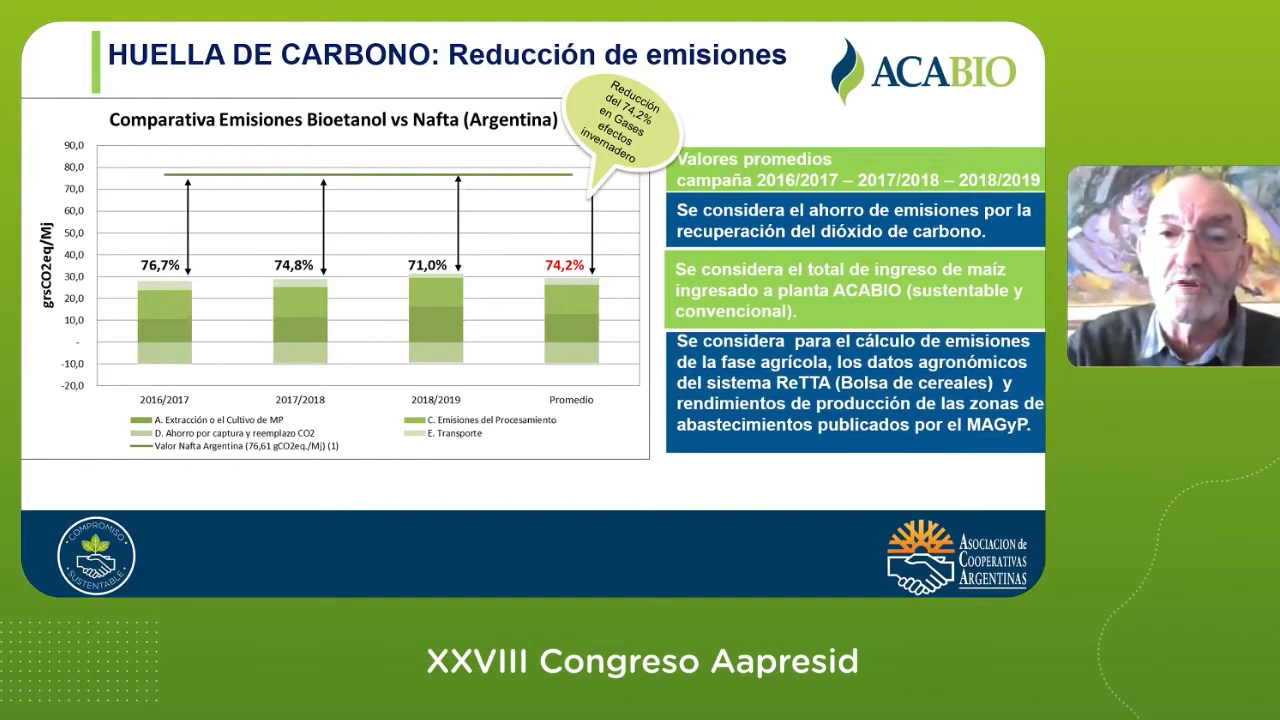 HUELLA DE CARBONO: Reducción de emisiones
ACABIO
Comparativa Emisiones Bioetanol vs Nafta (Argentina)
Reducción
del 74,2%
en Gases
efectos
invernadero
grsCO2eq/Mj
90,0
80,0
70,0
60,0
50,0
40,0
30,0
20,0
10,0
-
-10,0
-20,0
76,7%
74,8%
71,0%
74,2%
2016/2017
2017/2018
2018/2019
Promedio
A. Extracción o el Cultivo de MP
C. Emisiones del Procesamiento
D. Ahorro por captura y reemplazo CO2
E. Transporte
Valor Nafta Argentina (76,61 gCO2eq./Mj) (1)
Valores promedios
campaña 2016/2017 – 2017/2018 – 2018/2019
Se considera el ahorro de emisiones por la
recuperación del dióxido de carbono.
Se considera el total de ingreso de maíz
ingresado a planta ACABIO (sustentable y
convencional).
Se considera para el cálculo de emisiones
de la fase agrícola, los datos agronómicos
del sistema ReTTA (Bolsa de cereales) y
rendimientos de producción de las zonas de
abastecimientos publicados por el MAGyP.
COMPROMISO
SUSTENTABLE
ASOCIACION de
COOPERATIVAS
ARGENTINAS
XXVIII Congreso Aapresid